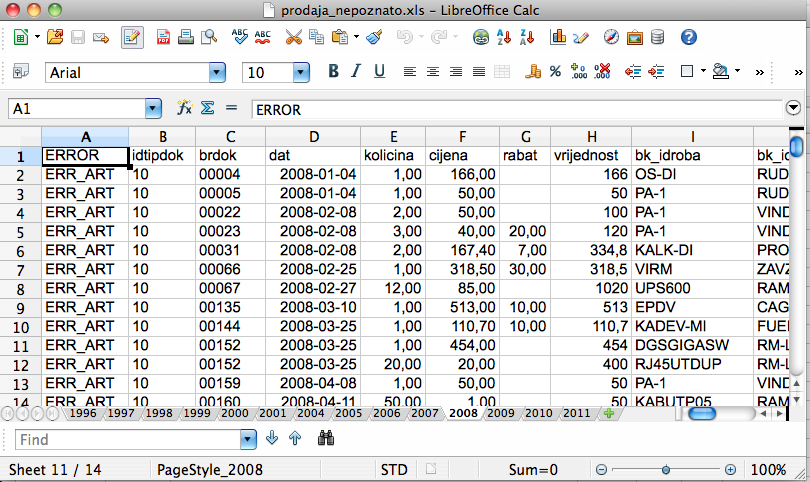 prodaja_nepoznato.xls - LibreOffice Calc
Arial 10 B I U
A1 ERROR
A B C D E F G H I
1 ERROR idtipdok brdok dat kolicina cijena rabat vrijednost bk_idroba bk_id
2 ERR_ART 10 00004 2008-01-04 1,00 166,00 166 OS-DI RUD
3 ERR_ART 10 00005 2008-01-04 1,00 50,00 50 PA-1 RUD
4 ERR_ART 10 00022 2008-02-08 2,00 50,00 100 PA-1 VIND
5 ERR_ART 10 00023 2008-02-08 3,00 40,00 20,00 120 PA-1 VIND
6 ERR_ART 10 00031 2008-02-08 2,00 167,40 7,00 334,8 KALK-DI PRO
7 ERR_ART 10 00066 2008-02-25 1,00 318,50 30,00 318,5 VIRM ZAVZ
8 ERR_ART 10 00067 2008-02-27 12,00 85,00 1020 UPS600 RAM
9 ERR_ART 10 00135 2008-03-10 1,00 513,00 10,00 513 EPDV CAG
10 ERR_ART 10 00144 2008-03-25 1,00 110,70 10,00 110,7 KADEV-MI FUE
11 ERR_ART 10 00152 2008-03-25 1,00 454,00 454 DGSGIGASW RM-L
12 ERR_ART 10 00152 2008-03-25 20,00 20,00 400 RJ45UTDUP RM-L
13 ERR_ART 10 00159 2008-04-08 1,00 50,00 50 PA-1 VIND
14 ERR_ART 10 00160 2008-04-11 50,00 1,00 50 KABUTP05 RAM
1996 1997 1998 1999 2000 2001 2004 2005 2006 2007 2008 2009 2010 2011
Find
Sheet 11 / 14 PageStyle_2008 STD Sum=0 100%